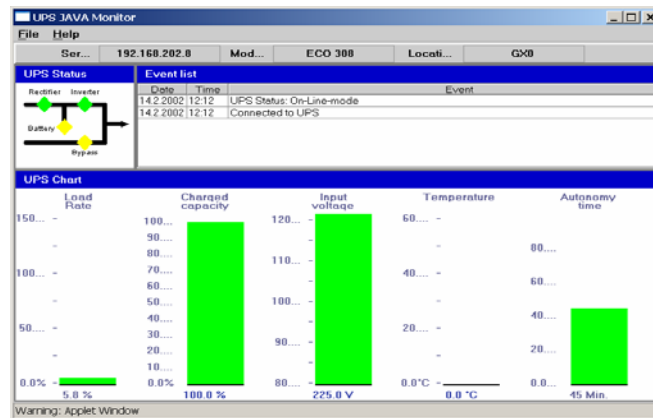 UPS JAVA Monitor
File Help
Ser... 192.168.202.8 Mod... ECO 308 Locati... GX0
UPS Status Event list
Rectifier Inverter
Battery
Bypass
Date Time Event
14.2.2002 12:12 UPS Status: On-Line-mode
14.2.2002 12:12 Connected to UPS
UPS Chart
Load Rate
150...
100...
50...
0.0%
5.8 %
Charged capacity
100...
90....
80....
70....
60....
50....
40....
30....
20....
10....
0.0%
100.0 %
Input voltage
120...
110...
100...
90....
80....
225.0 V
Temperature
60....
40....
20....
0.0°C
0.0 °C
Autonomy time
80....
60....
40....
20....
0.0...
45 Min.
Warning: Applet Window